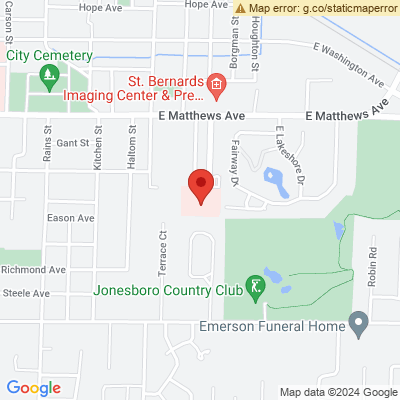 Map error: g.co/staticmaperror
Hope Ave
Hope Ave
Carson St
Borgman St
Houghton St
E Washington Ave
City Cemetery
St. Bernards
Imaging Center & Pre...
E Matthews Ave
E Matthews Ave
Rains St
Gant St
Kitchen St
Haltom St
Fairway Dr
E Lakeshore Dr
Eason Ave
Terrace Ct
Robin Rd
Richmond Ave
Steele Ave
Jonesboro Country Club
Emerson Funeral Home
Google
Map data ©2024 Google